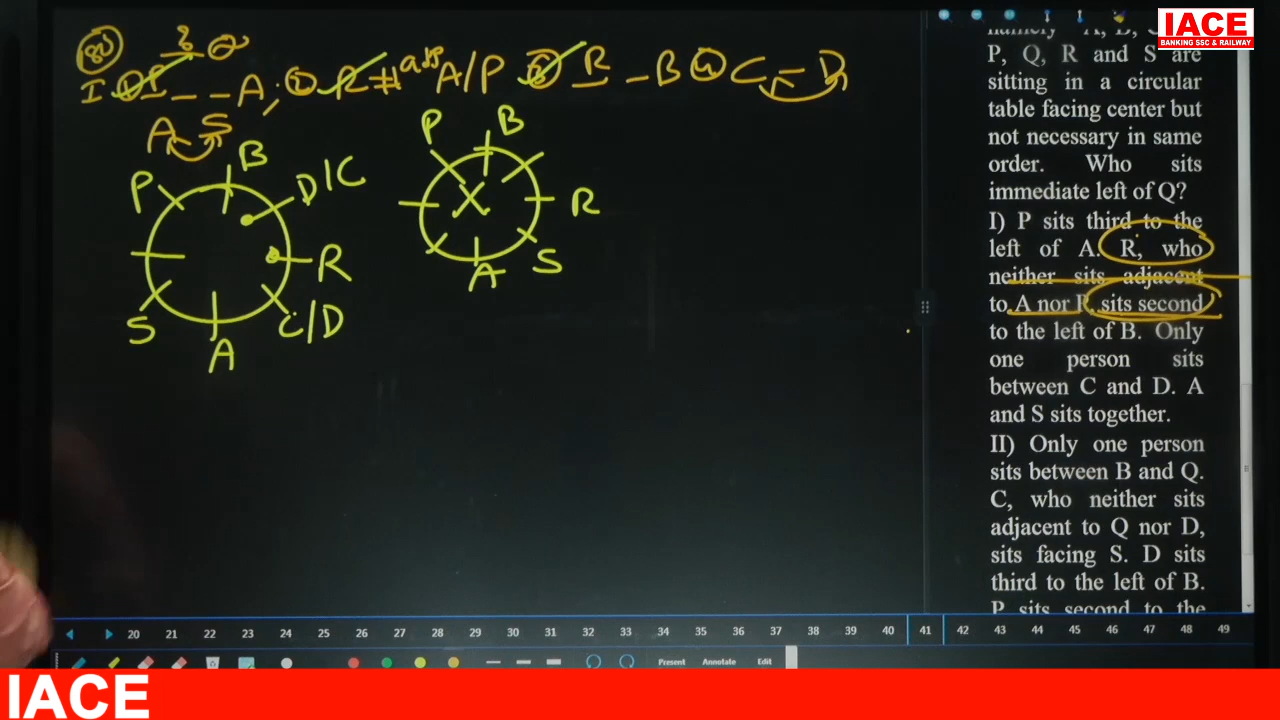 IACE
BANKING SSC & RAILWAY
P, Q, R and S are
sitting in a circular
table facing center but
not necessary in same
order. Who sits
immediate left of Q?
I) P sits third to the
left of A. R, who
neither sits adjacent
to A nor P, sits second
to the left of B. Only
one person sits
between C and D. A
and S sits together.
II) Only one person
sits between B and Q.
C, who neither sits
adjacent to Q nor D,
sits facing S. D sits
third to the left of B.
P sits second to the
Q
I P _ _ A; R ≠ adj A/P R _ B C _ D
A S
B
P
D/C
R
S
C/D
A
P
B
R
S
A
20 21 22 23 24 25 26 27 28 29 30 31 32 33 34 35 36 37 38 39 40 41 42 43 44 45 46 47 48 49
Present Annotate Edit
IACE